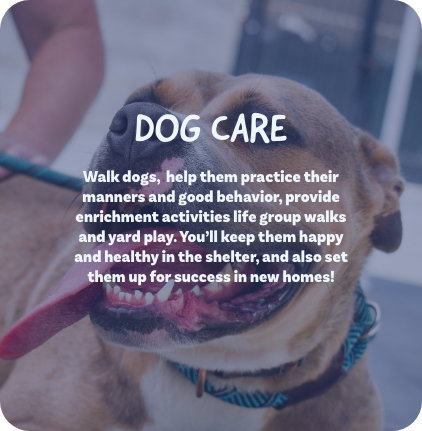 DOG CARE
Walk dogs, help them practice their
manners and good behavior, provide
enrichment activities life group walks
and yard play. You'll keep them happy
and healthy in the shelter, and also set
them up for success in new homes!